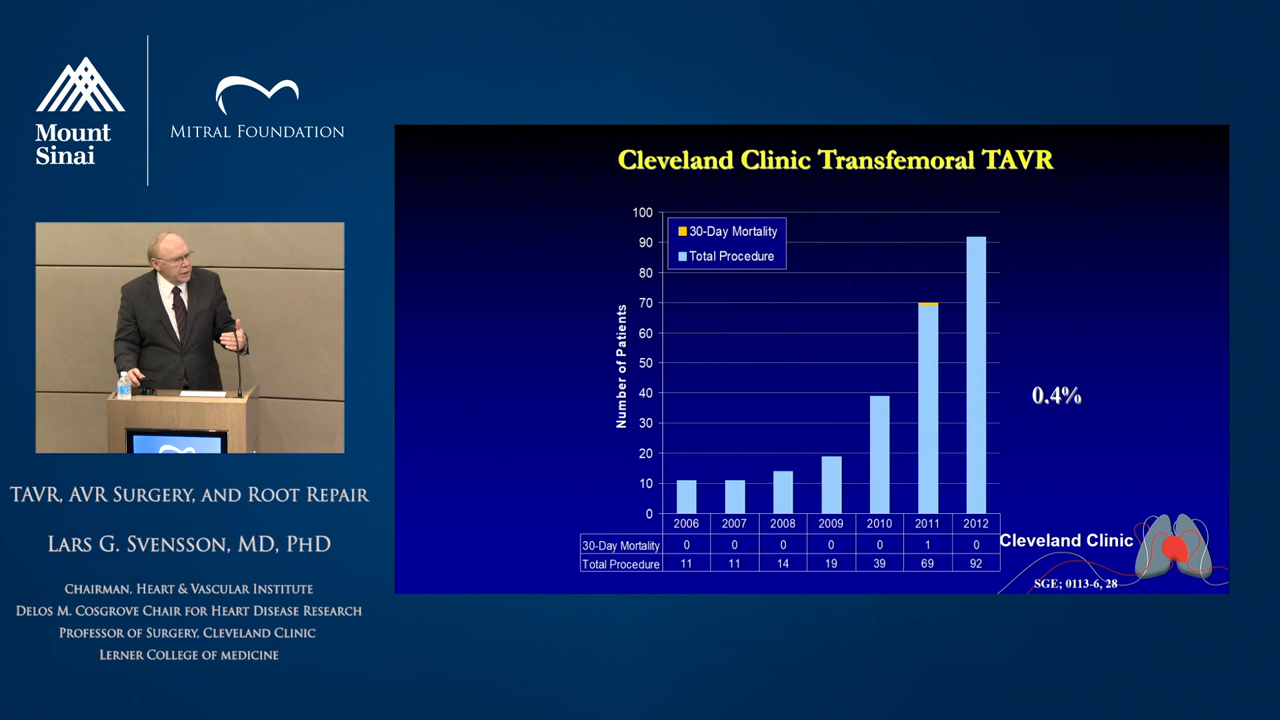 Mount
Sinai
Mitral Foundation
Cleveland Clinic Transfemoral TAVR
100
90
80
70
60
50
40
30
20
10
0
Number of Patients
30-Day Mortality
Total Procedure
2006 2007 2008 2009 2010 2011 2012
30-Day Mortality 0 0 0 0 0 1 0
Total Procedure 11 11 14 19 39 69 92
0.4%
Cleveland Clinic
SGE; 0113-6, 28
TAVR, AVR Surgery, and Root Repair
Lars G. Svensson, MD, PhD
Chairman, Heart & Vascular Institute
Delos M. Cosgrove Chair for Heart Disease Research
Professor of Surgery, Cleveland Clinic
Lerner College of medicine